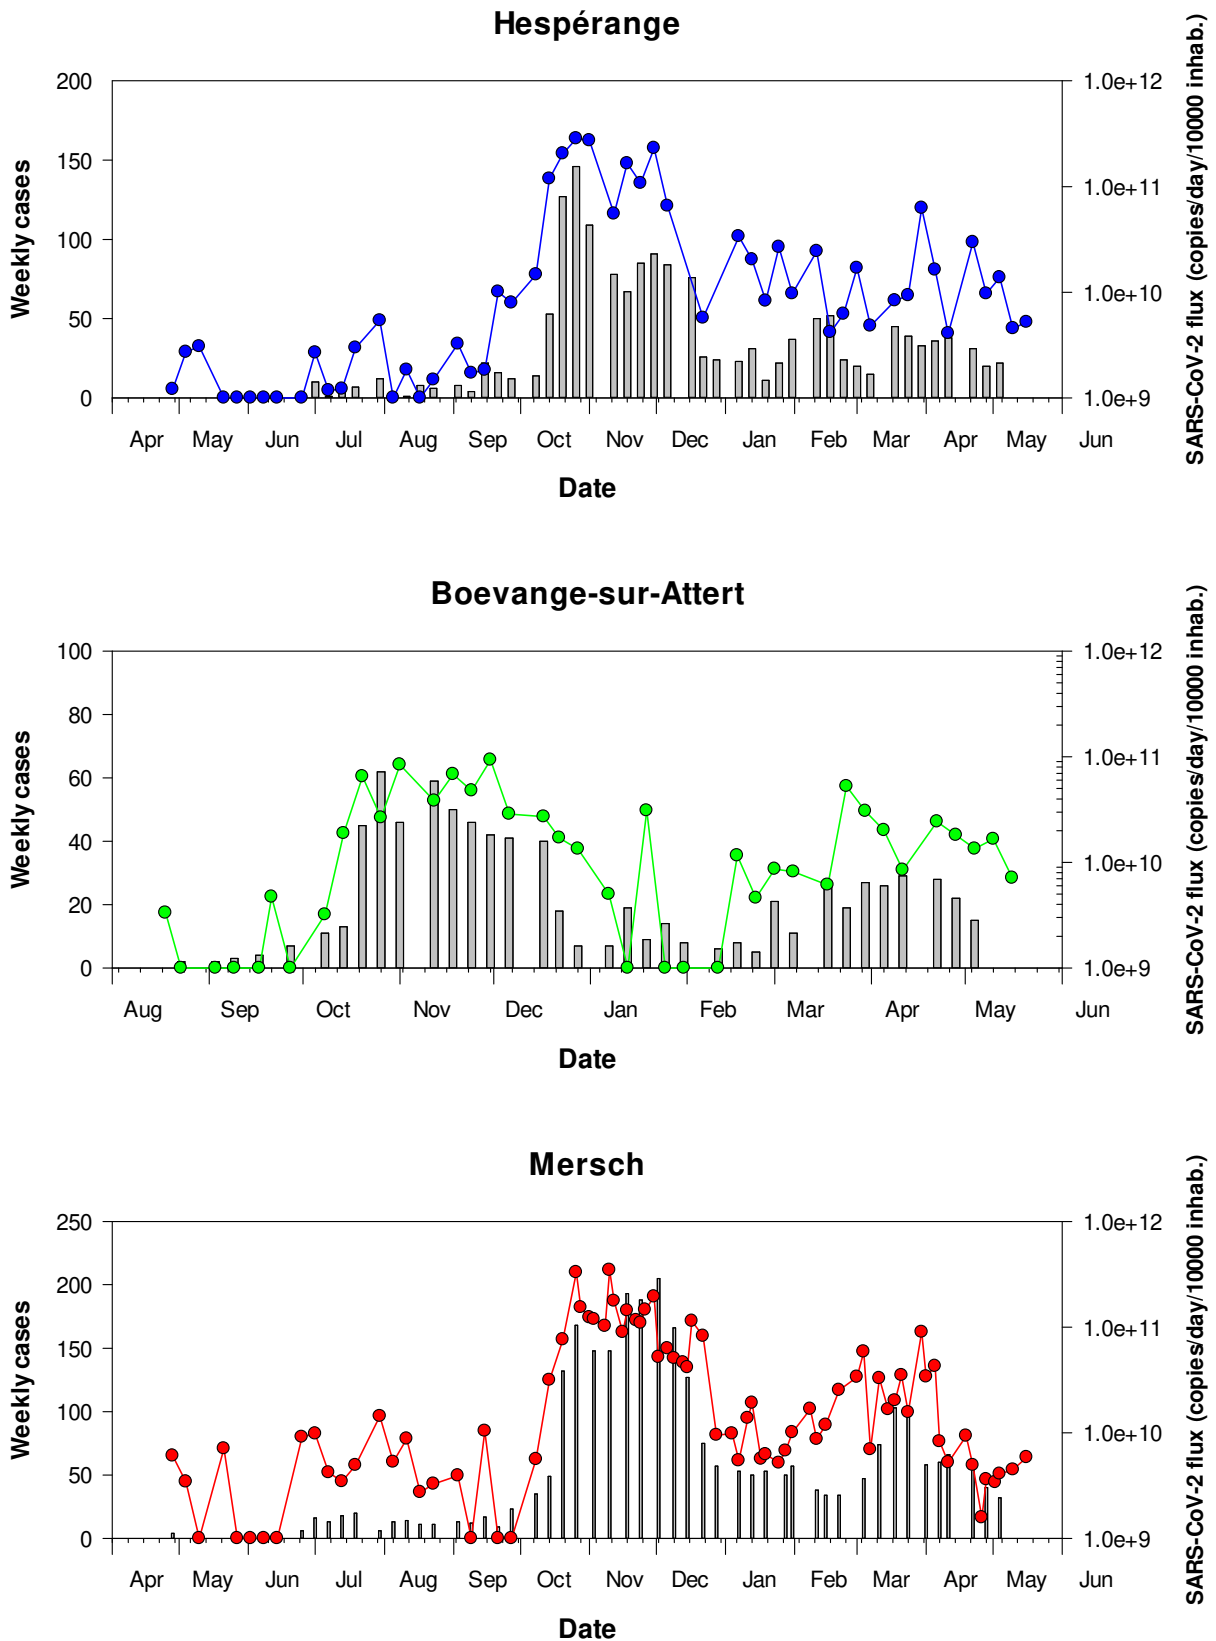 Hespérange
200
150
100
50
0
Weekly cases
1.0e+12
1.0e+11
1.0e+10
1.0e+9
SARS-CoV-2 flux (copies/day/10000 inhab.)
Apr May Jun Jul Aug Sep Oct Nov Dec Jan Feb Mar Apr May Jun
Date
Boevange-sur-Attert
100
80
60
40
20
0
Weekly cases
1.0e+12
1.0e+11
1.0e+10
1.0e+9
SARS-CoV-2 flux (copies/day/10000 inhab.)
Aug Sep Oct Nov Dec Jan Feb Mar Apr May Jun
Date
Mersch
250
200
150
100
50
0
Weekly cases
1.0e+12
1.0e+11
1.0e+10
1.0e+9
SARS-CoV-2 flux (copies/day/10000 inhab.)
Apr May Jun Jul Aug Sep Oct Nov Dec Jan Feb Mar Apr May Jun
Date